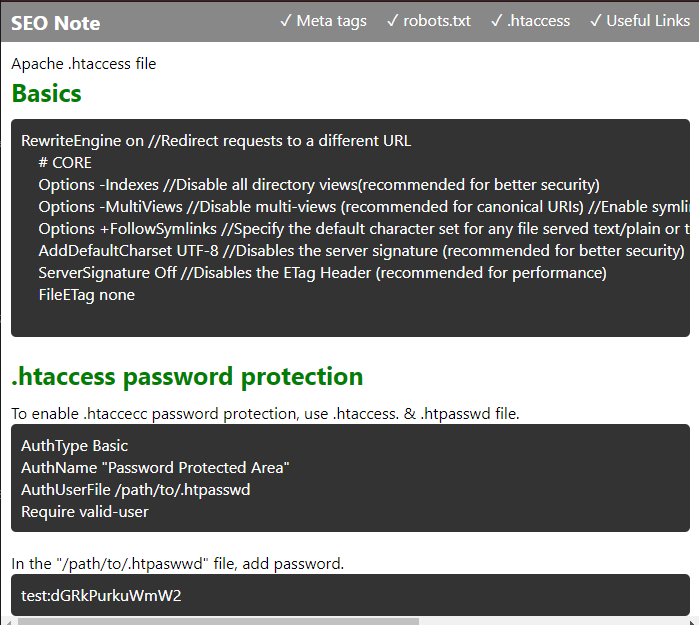 SEO Note
✓ Meta tags ✓ robots.txt ✓ .htaccess ✓ Useful Links
Apache .htaccess file
Basics
RewriteEngine on //Redirect requests to a different URL
# CORE
Options -Indexes //Disable all directory views(recommended for better security)
Options -MultiViews //Disable multi-views (recommended for canonical URIs) //Enable symli
Options +FollowSymlinks //Specify the default character set for any file served text/plain or t
AddDefaultCharset UTF-8 //Disables the server signature (recommended for better security)
ServerSignature Off //Disables the ETag Header (recommended for performance)
FileETag none
.htaccess password protection
To enable .htaccecc password protection, use .htaccess. & .htpasswd file.
AuthType Basic
AuthName "Password Protected Area"
AuthUserFile /path/to/.htpasswd
Require valid-user
In the "/path/to/.htpaswwd" file, add password.
test:dGRkPurkuWmW2